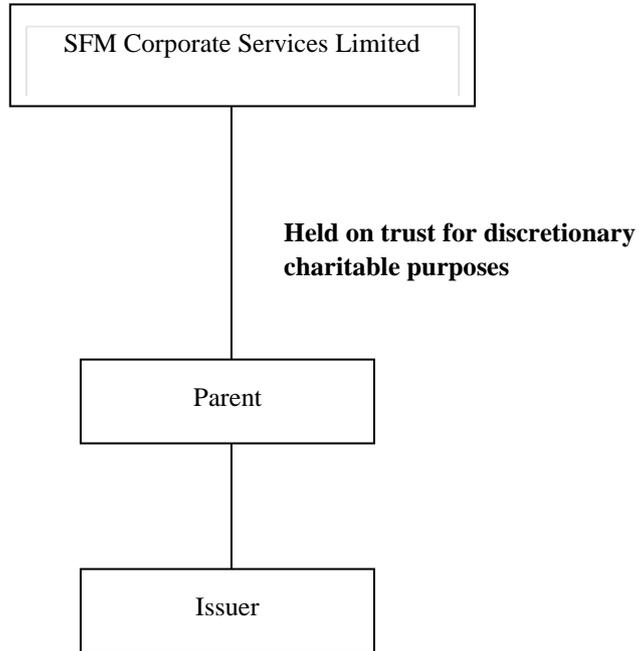 SFM Corporate Services Limited
Held on trust for discretionary
charitable purposes
Parent
Issuer